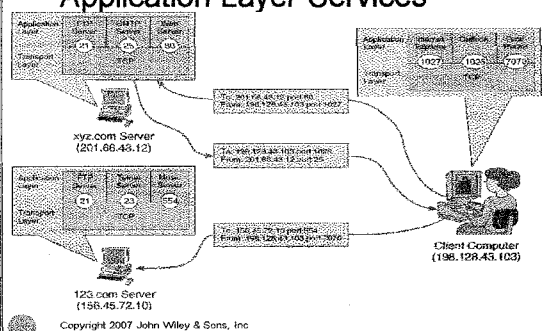 Application Layer Services
Application Layer
FTP Server
SMTP Server
Web Server
21
25
80
Transport Layer
TCP
xyz.com Server
(201.66.43.12)
Application Layer
Internet Explorer
Outlook
Real Player
1027
1028
7070
Transport Layer
TCP
To: 201.66.43.12 port 80
From: 198.128.43.103 port 1027
To: 198.128.43.103 port 1028
From: 201.66.43.12 port 25
To: 156.45.72.10 port 554
From: 198.128.43.103 port 7070
Client Computer
(198.128.43.103)
Application Layer
FTP Server
Telnet Server
Music Server
21
23
554
Transport Layer
TCP
123.com Server
(156.45.72.10)
Copyright 2007 John Wiley & Sons, Inc